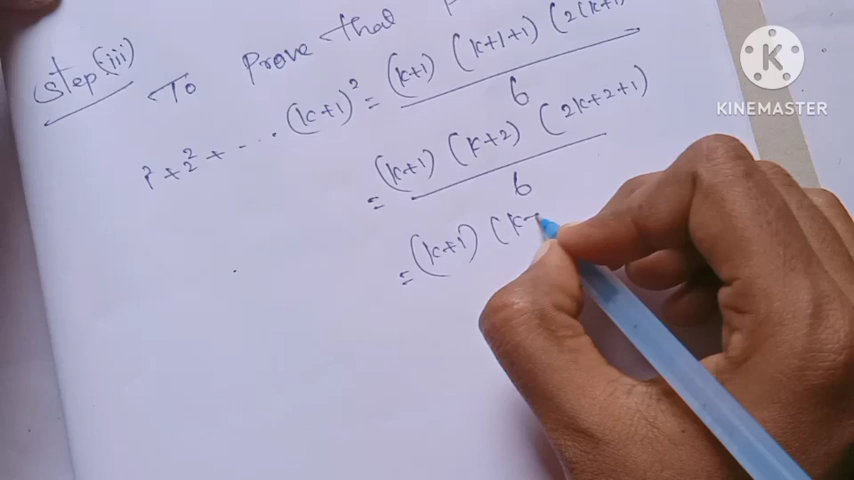 Step (iii) To Prove that
1² + 2² + - ... (k+1)² = (k+1) (k+1+1) (2(k+1) / 6
= (k+1) (k+2) (2k+2+1) / 6
= (k+1) (k
K
KINEMASTER